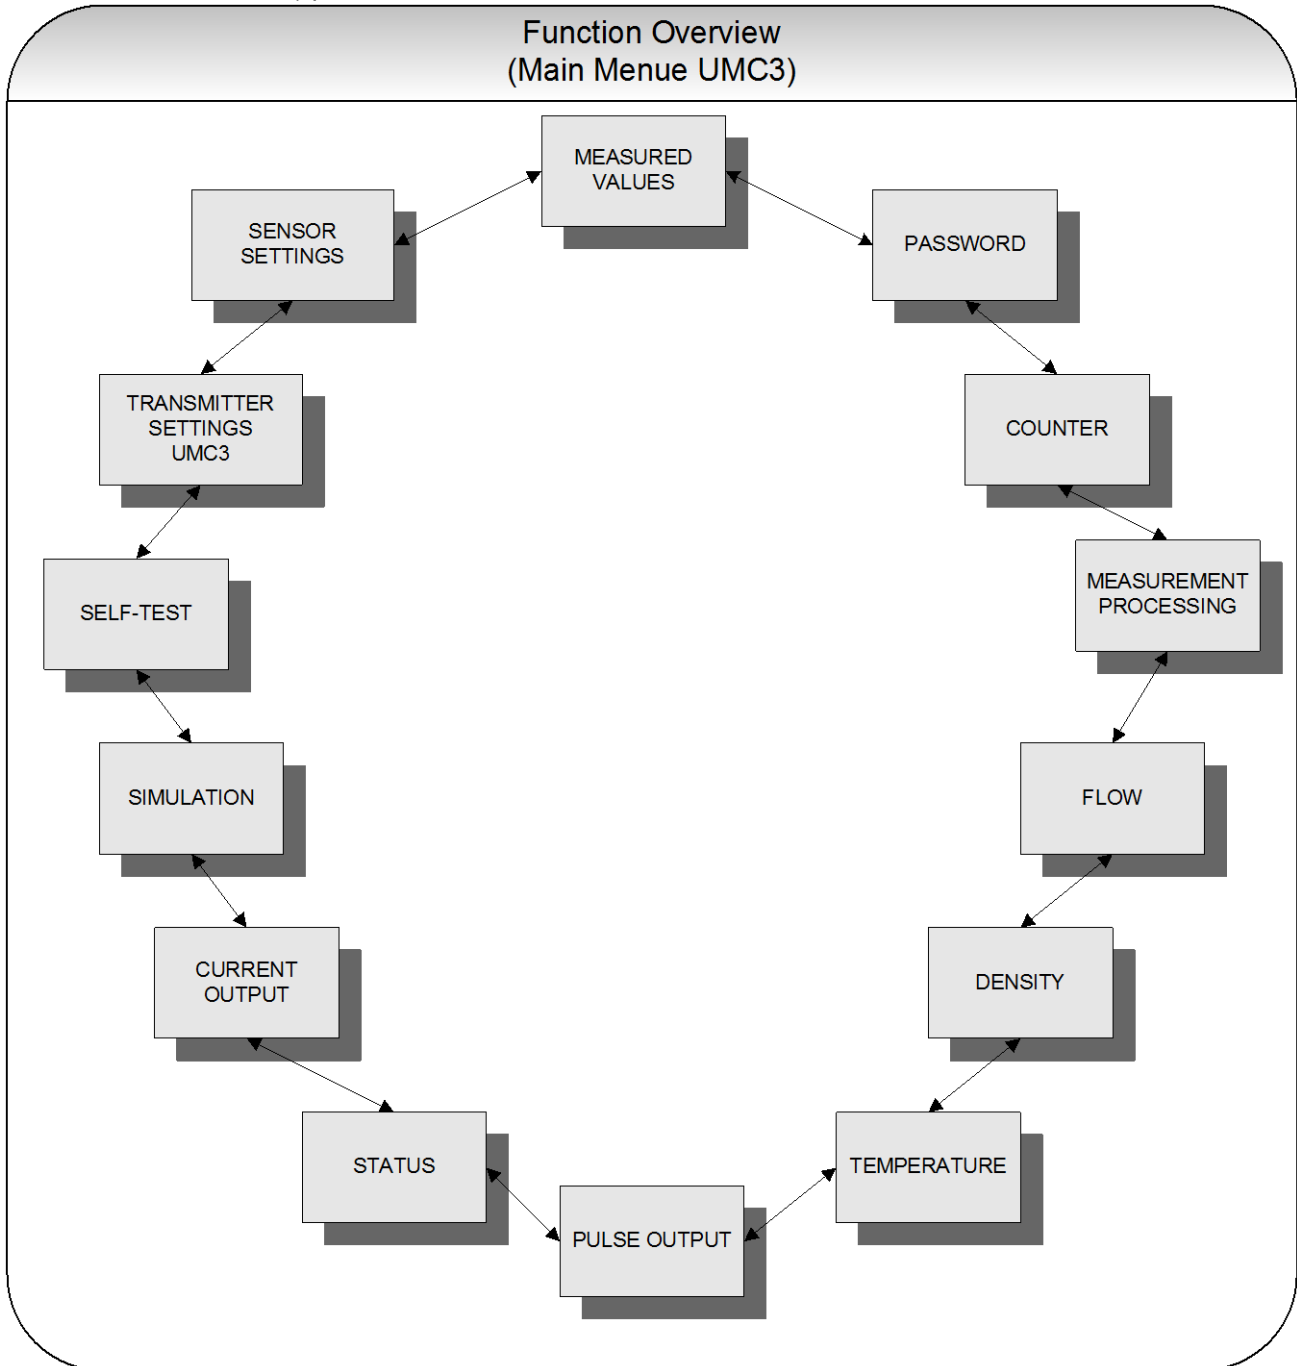 Function Overview
(Main Menue UMC3)
MEASURED
VALUES
SENSOR
SETTINGS
PASSWORD
TRANSMITTER
SETTINGS
UMC3
COUNTER
MEASUREMENT
PROCESSING
SELF-TEST
SIMULATION
FLOW
CURRENT
OUTPUT
DENSITY
STATUS
TEMPERATURE
PULSE OUTPUT